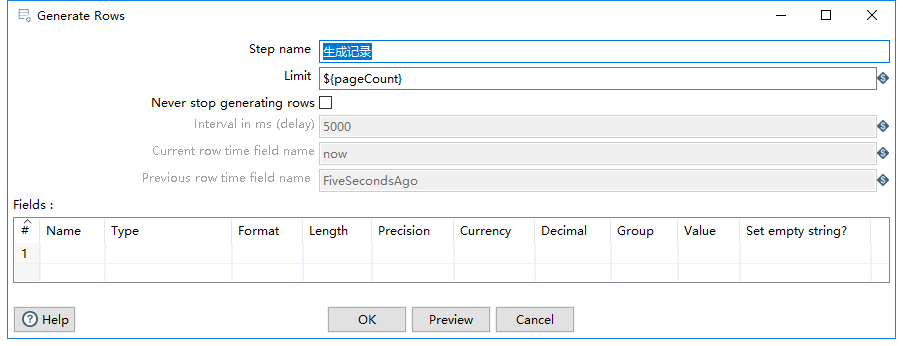 Generate Rows
Step name 生成记录
Limit ${pageCount}
Never stop generating rows
Interval in ms (delay) 5000
Current row time field name now
Previous row time field name FiveSecondsAgo
Fields :
# Name Type Format Length Precision Currency Decimal Group Value Set empty string?
1
Help OK Preview Cancel